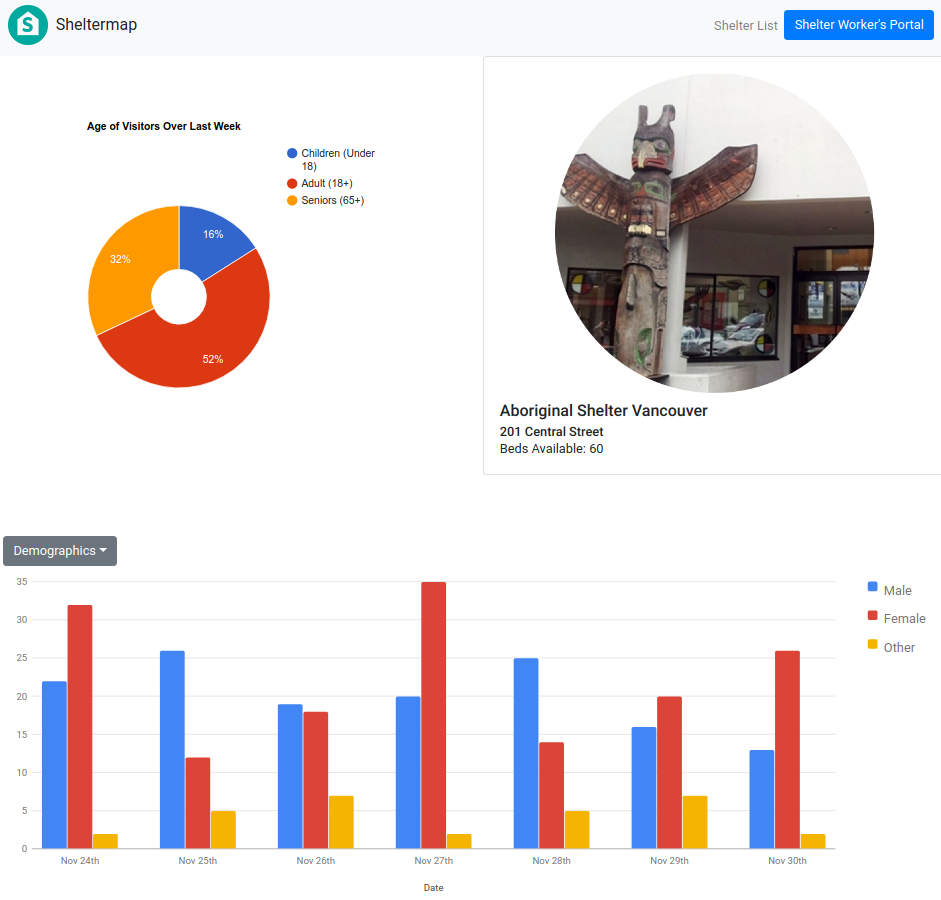 S
Sheltermap
Shelter List
Shelter Worker's Portal
Age of Visitors Over Last Week
Children (Under
18)
Adult (18+)
Seniors (65+)
16%
32%
52%
Aboriginal Shelter Vancouver
201 Central Street
Beds Available: 60
Demographics
35
30
25
20
15
10
5
0
Nov 24th
Nov 25th
Nov 26th
Nov 27th
Nov 28th
Nov 29th
Nov 30th
Date
Male
Female
Other